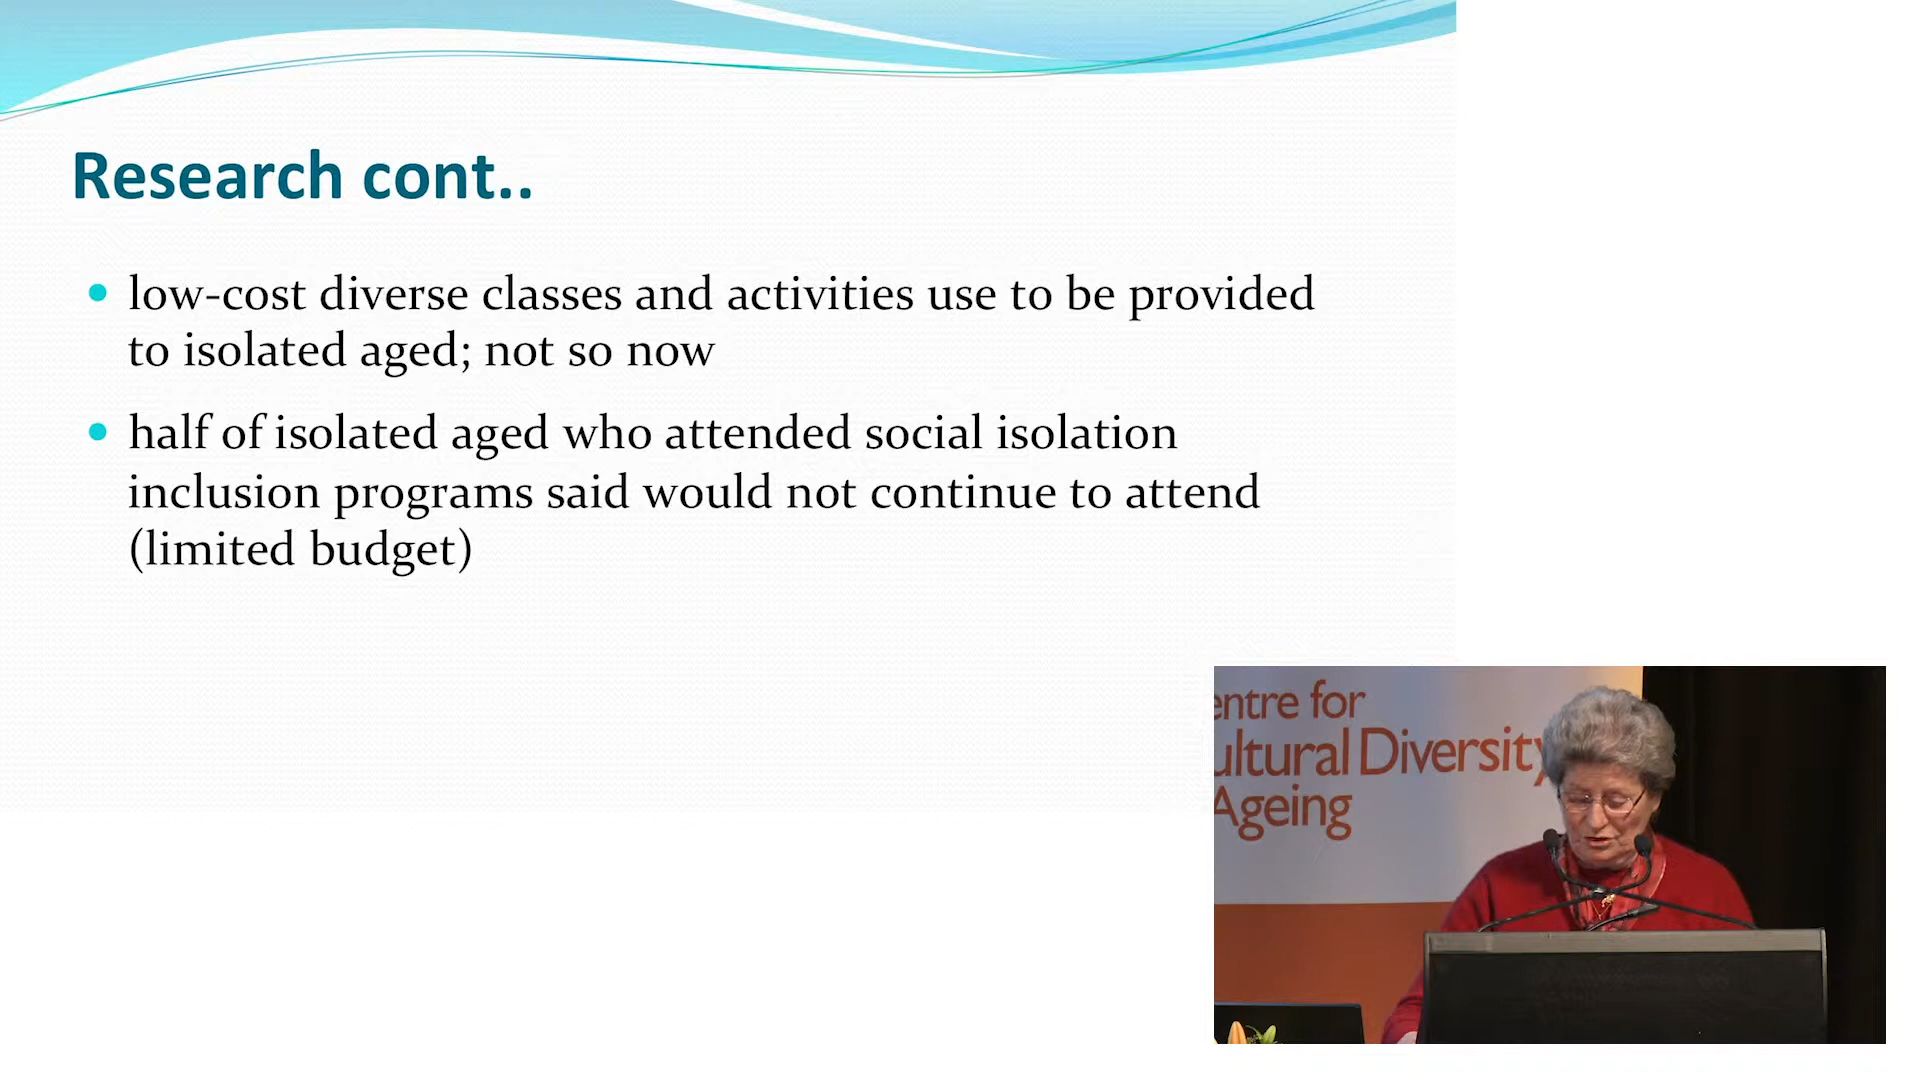 Research cont..
low-cost diverse classes and activities use to be provided
to isolated aged; not so now
half of isolated aged who attended social isolation
inclusion programs said would not continue to attend
(limited budget)
entre for
ultural Diversity
Ageing